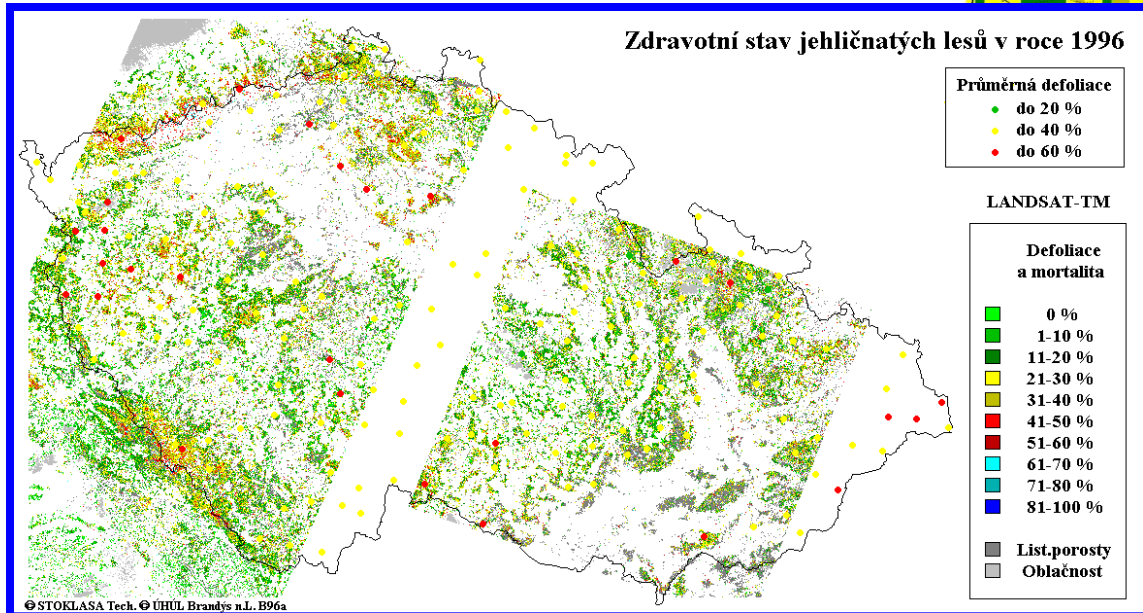 Zdravotní stav jehličnatých lesů v roce 1996
Průměrná defoliace
do 20 %
do 40 %
do 60 %
LANDSAT-TM
Defoliace
a mortalita
0 %
1-10 %
11-20 %
21-30 %
31-40 %
41-50 %
51-60 %
61-70 %
71-80 %
81-100 %
List.porosty
Oblačnost
© STOKLASA Tech. © ÚHÚL Brandýs n.L. B96a